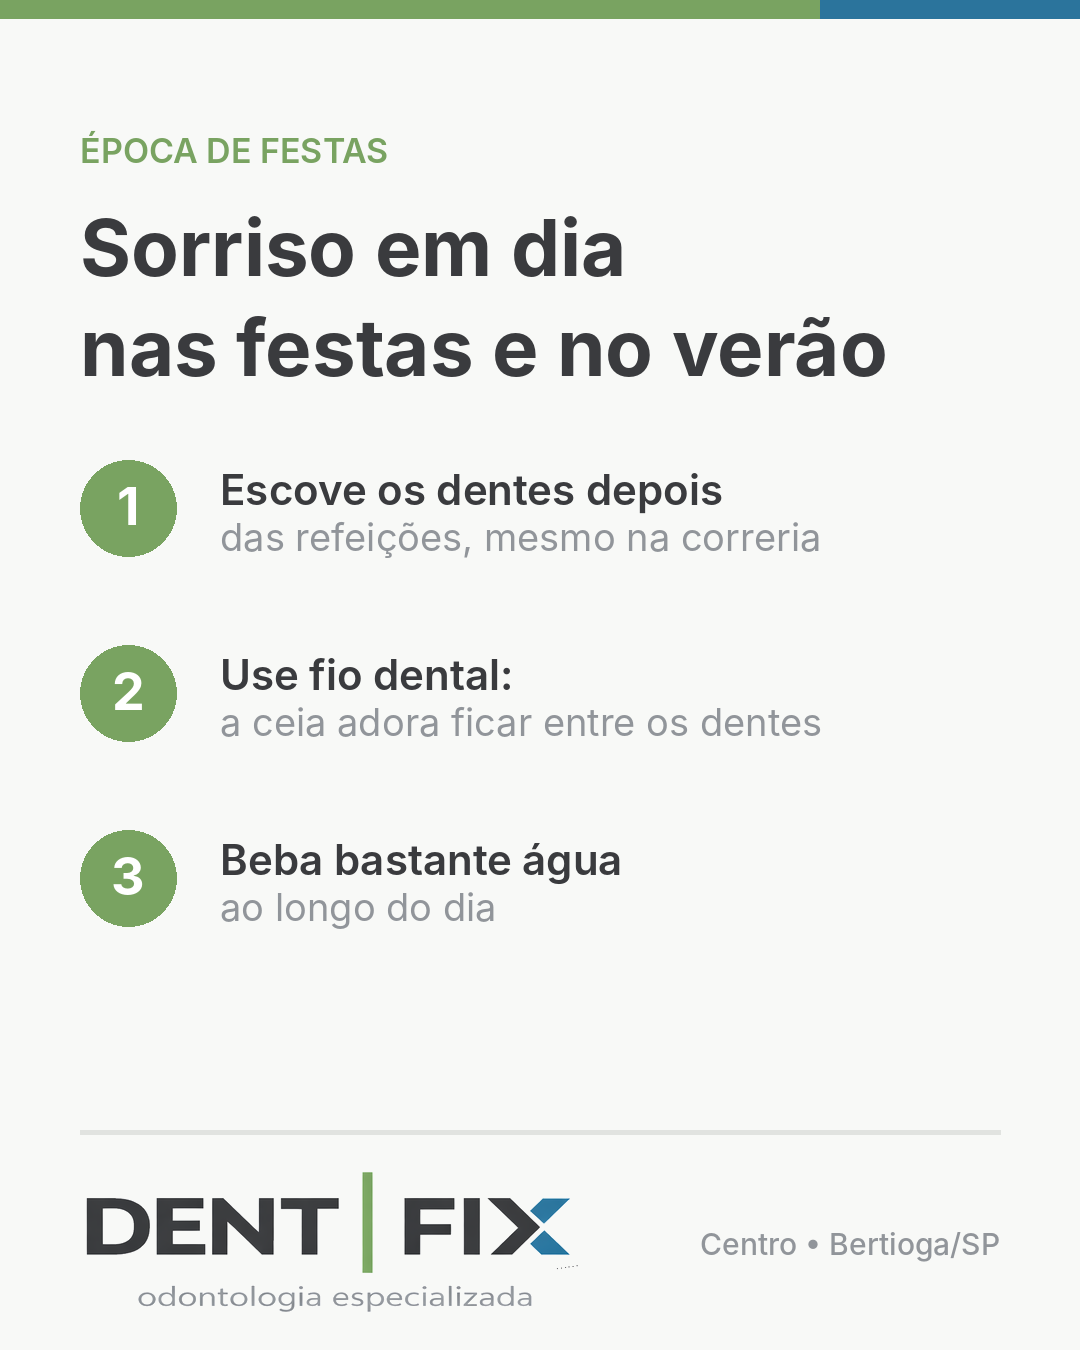 ÉPOCA DE FESTAS
Sorriso em dia
nas festas e no verão
1
Escove os dentes depois
das refeições, mesmo na correria
2
Use fio dental:
a ceia adora ficar entre os dentes
3
Beba bastante água
ao longo do dia
DENT | FIX
odontologia especializada
Centro • Bertioga/SP